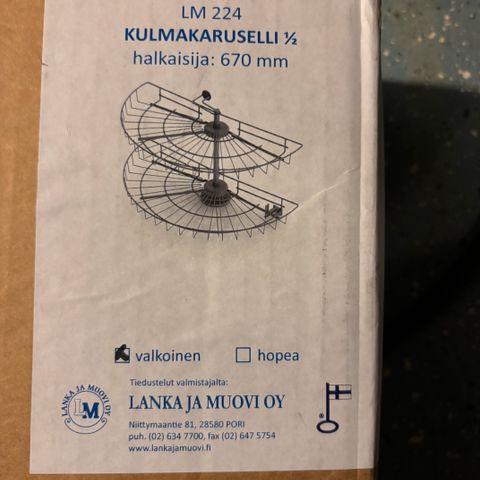 LM 224
KULMAKARUSELLI ½
halkaisija: 670 mm
valkoinen
hopea
Tiedustelut valmistajalta:
LANKA JA MUOVI OY
LM
LANKA JA MUOVI OY
Niittymaantie 81, 28580 PORI
puh. (02) 634 7700, fax (02) 647 5754
www.lankajamuovi.fi